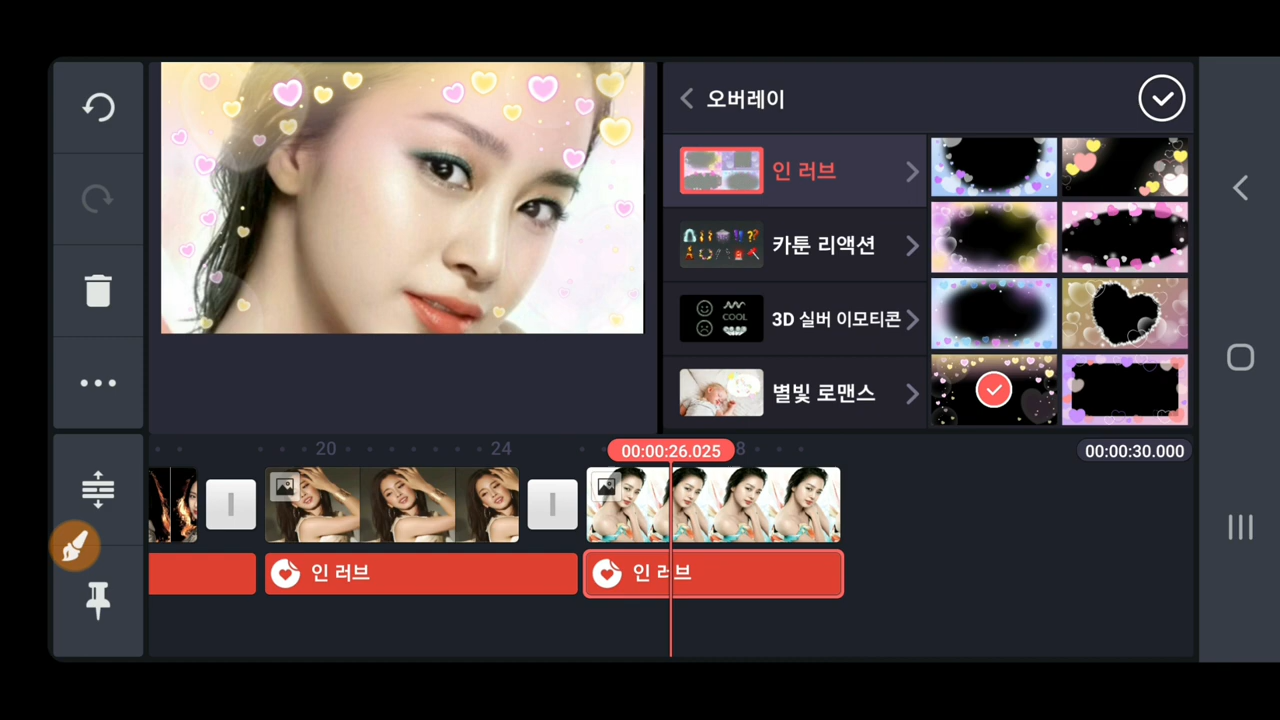 오버레이
인 러브
카툰 리액션
COOL
3D 실버 이모티콘
별빛 로맨스
20
24
00:00:26.025
8
00:00:30.000
인 러브
인 러브